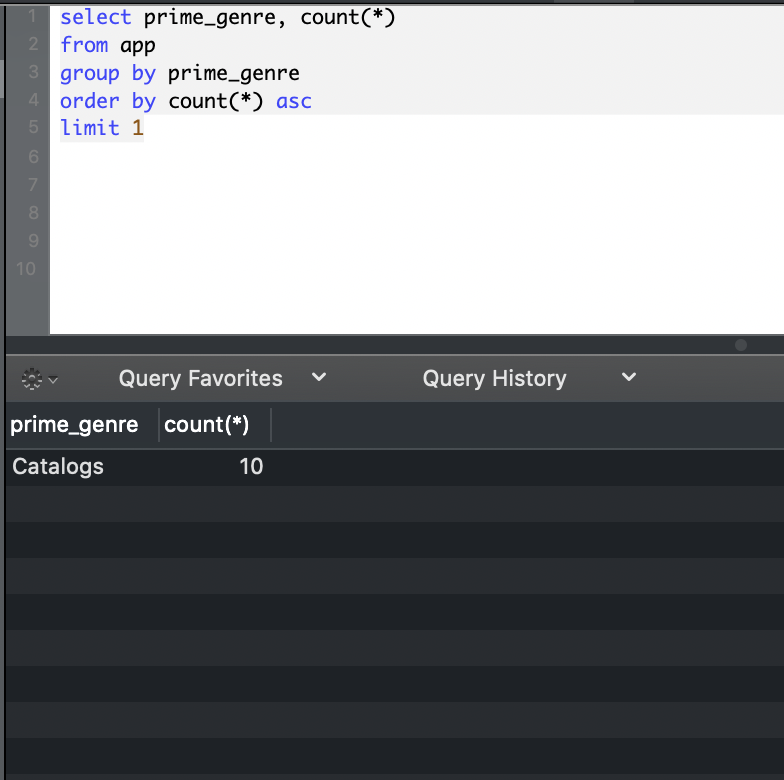 1 select prime_genre, count(*)
2 from app
3 group by prime_genre
4 order by count(*) asc
5 limit 1
6
7
8
9
10
Query Favorites Query History
prime_genre count(*)
Catalogs 10